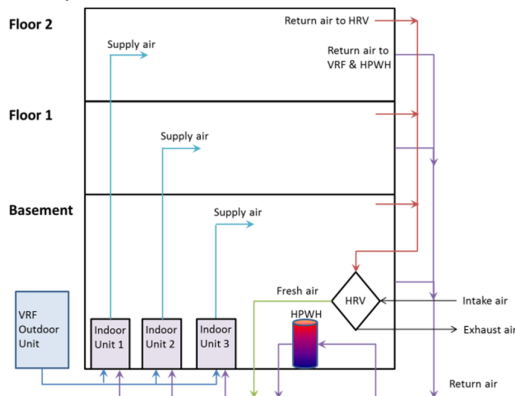 Floor 2
Return air to HRV
Supply air
Return air to
VRF & HPWH
Floor 1
Supply air
Basement
Supply air
Fresh air
HRV
Intake air
VRF
Outdoor
Unit
Indoor
Unit 1
Indoor
Unit 2
Indoor
Unit 3
HPWH
Exhaust air
Return air